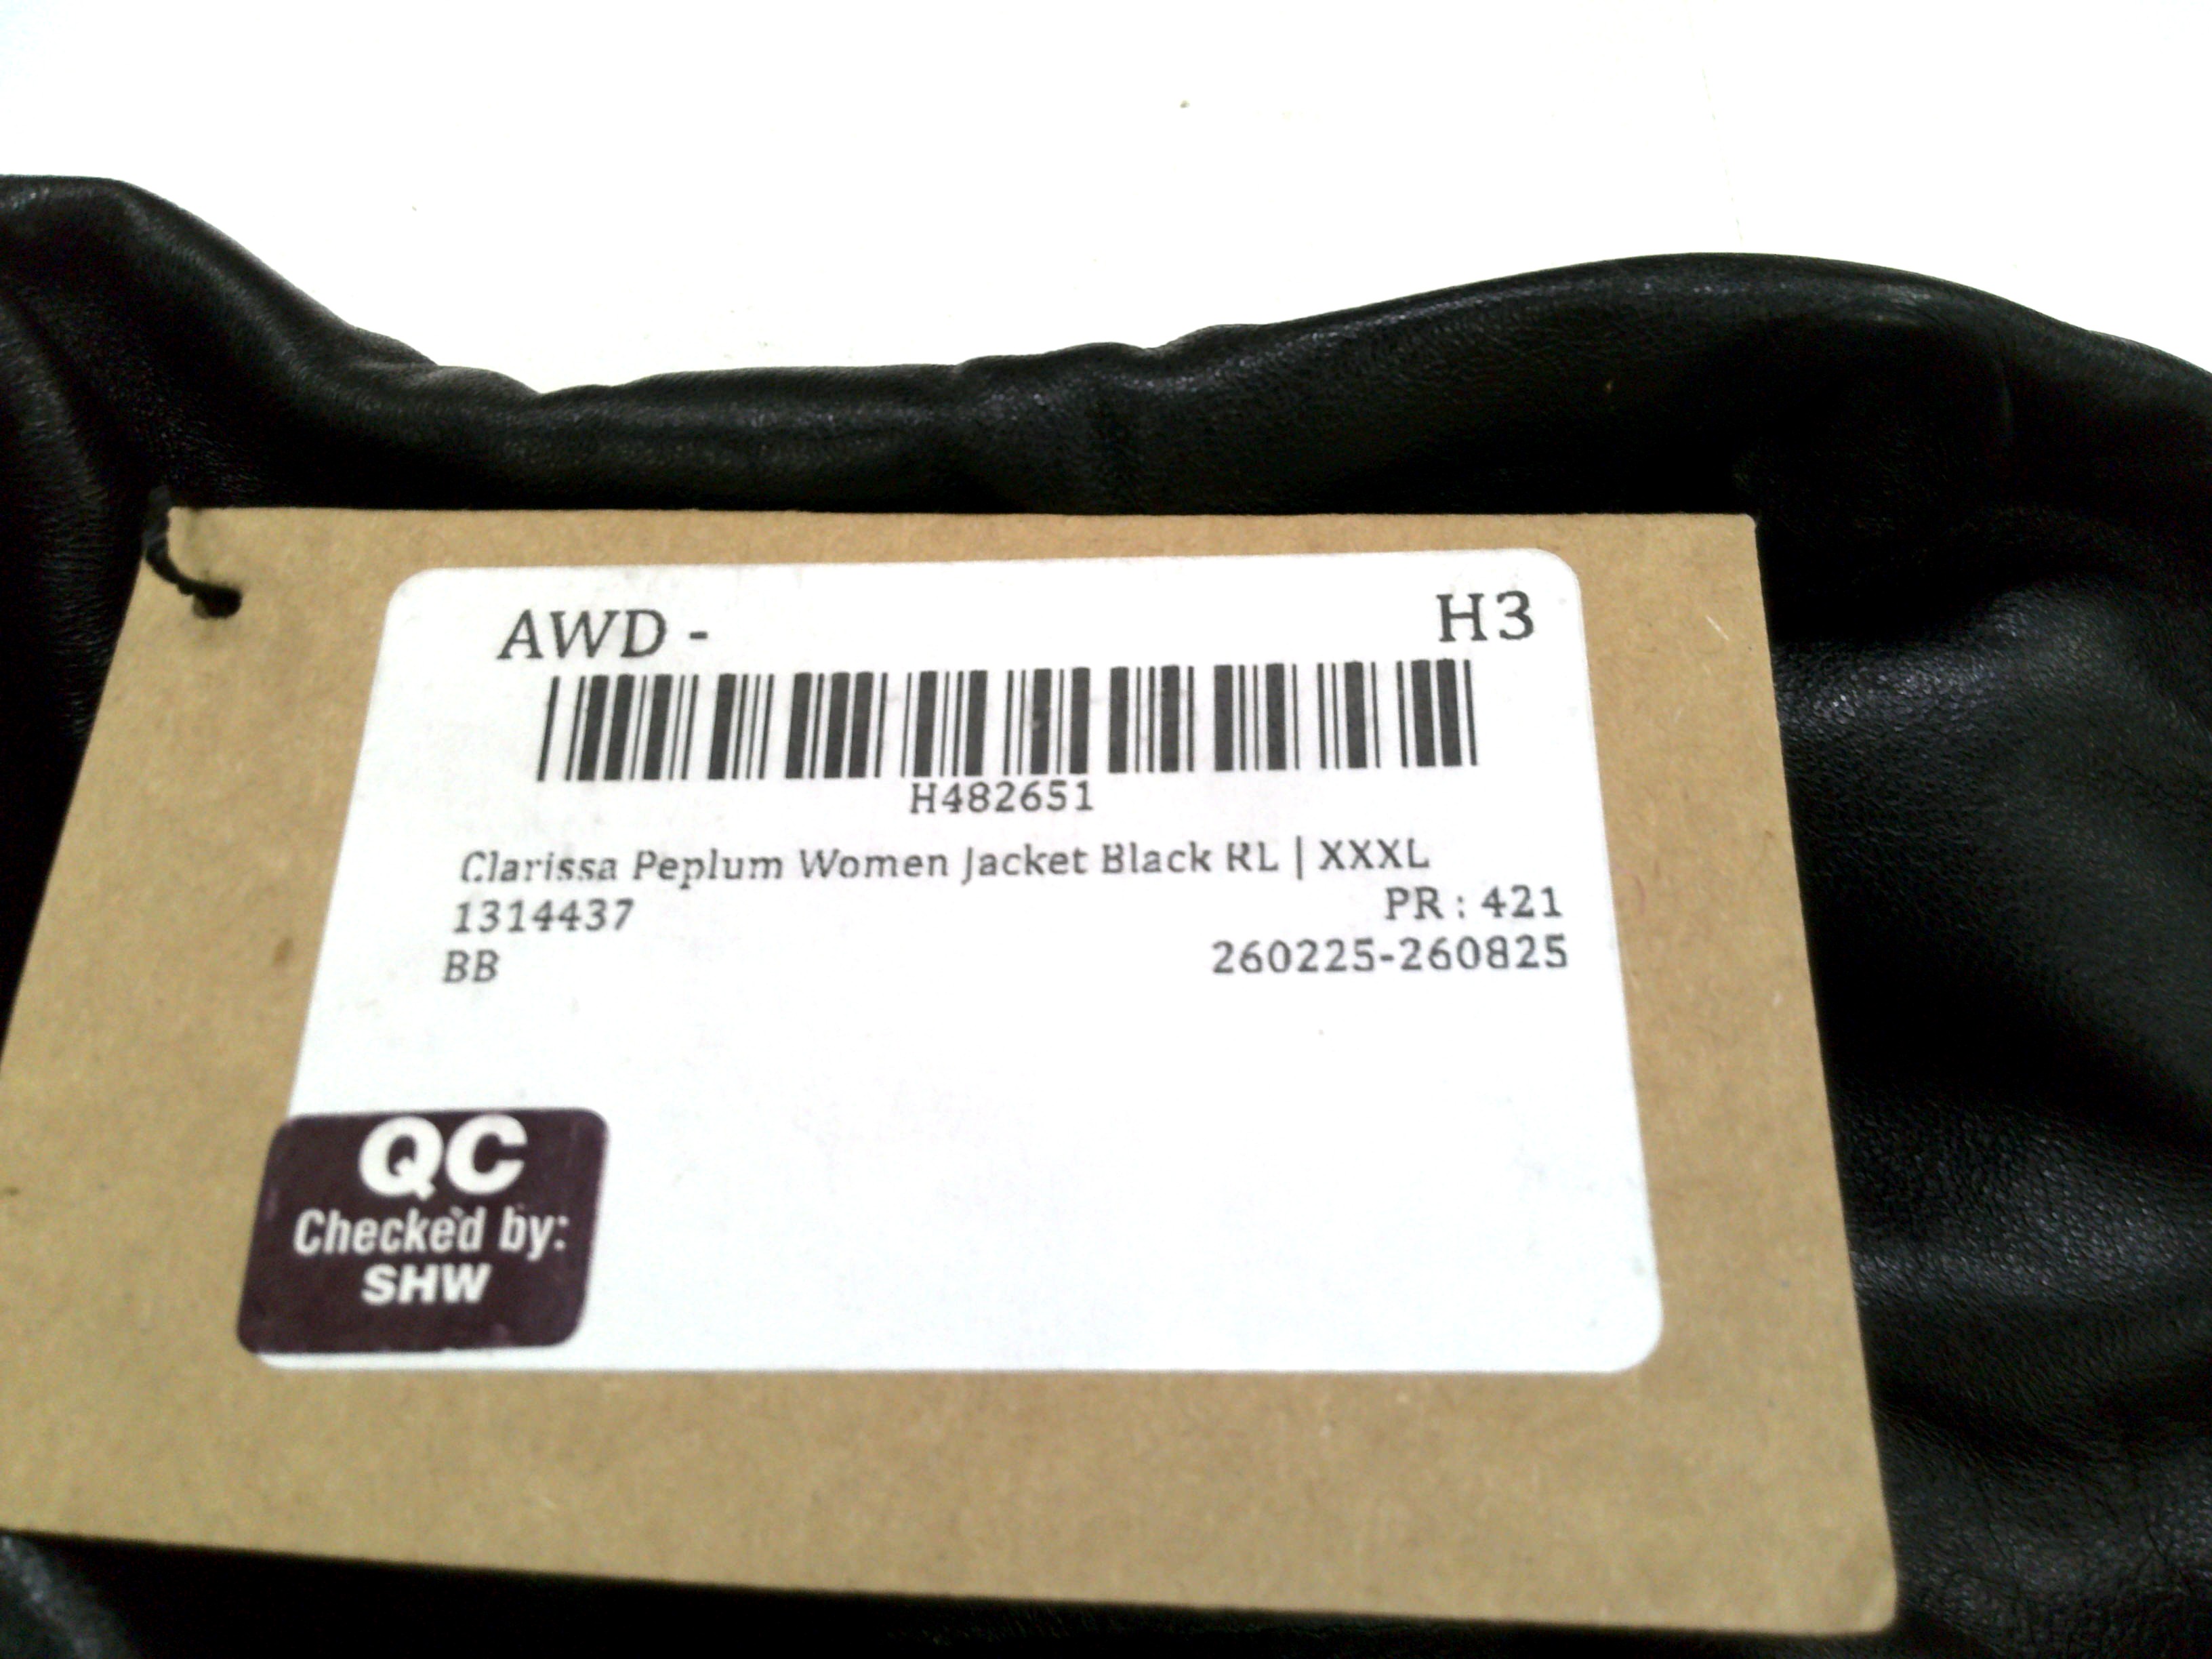 AWD - H3
H482651
Clarissa Peplum Women Jacket Black RL | XXXL
1314437 PR : 421
BB 260225-260825
QC
Checked by:
SHW